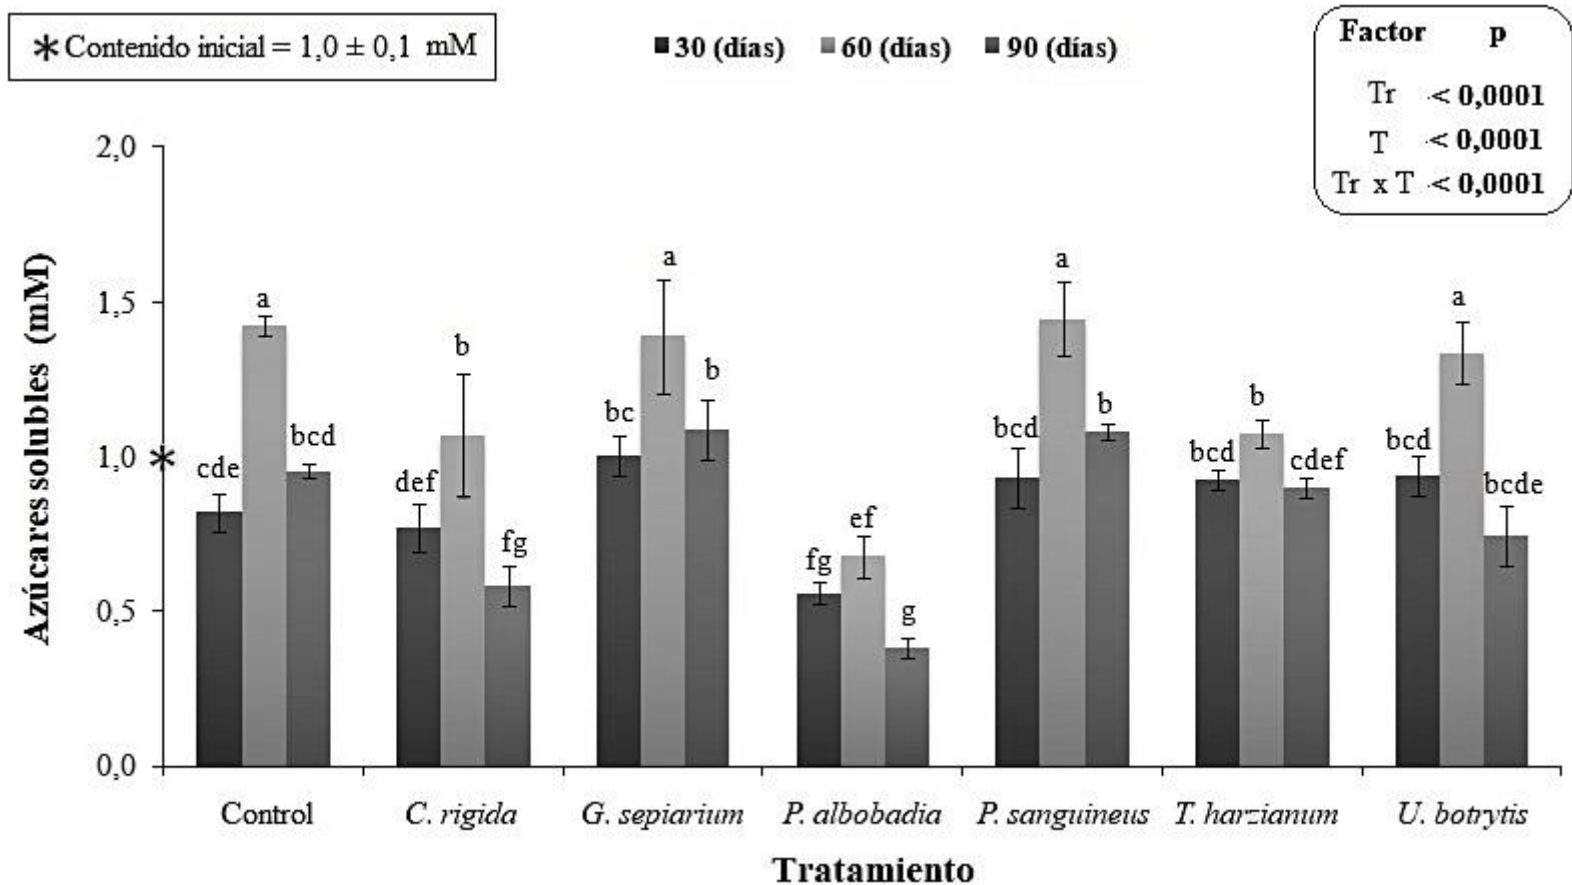 * Contenido inicial = 1,0 ± 0,1 mM
30 (días) 60 (días) 90 (días)
Factor p
Tr < 0,0001
T < 0,0001
Tr x T < 0,0001
Azúcares solubles (mM)
2,0
1,5
1,0
0,5
0,0
*
cde a bcd
def b fg
bc a b
fg ef g
bcd a b
bcd b cdef
bcd a bcde
Control C. rigida G. sepiarium P. albobadia P. sanguineus T. harzianum U. botrytis
Tratamiento